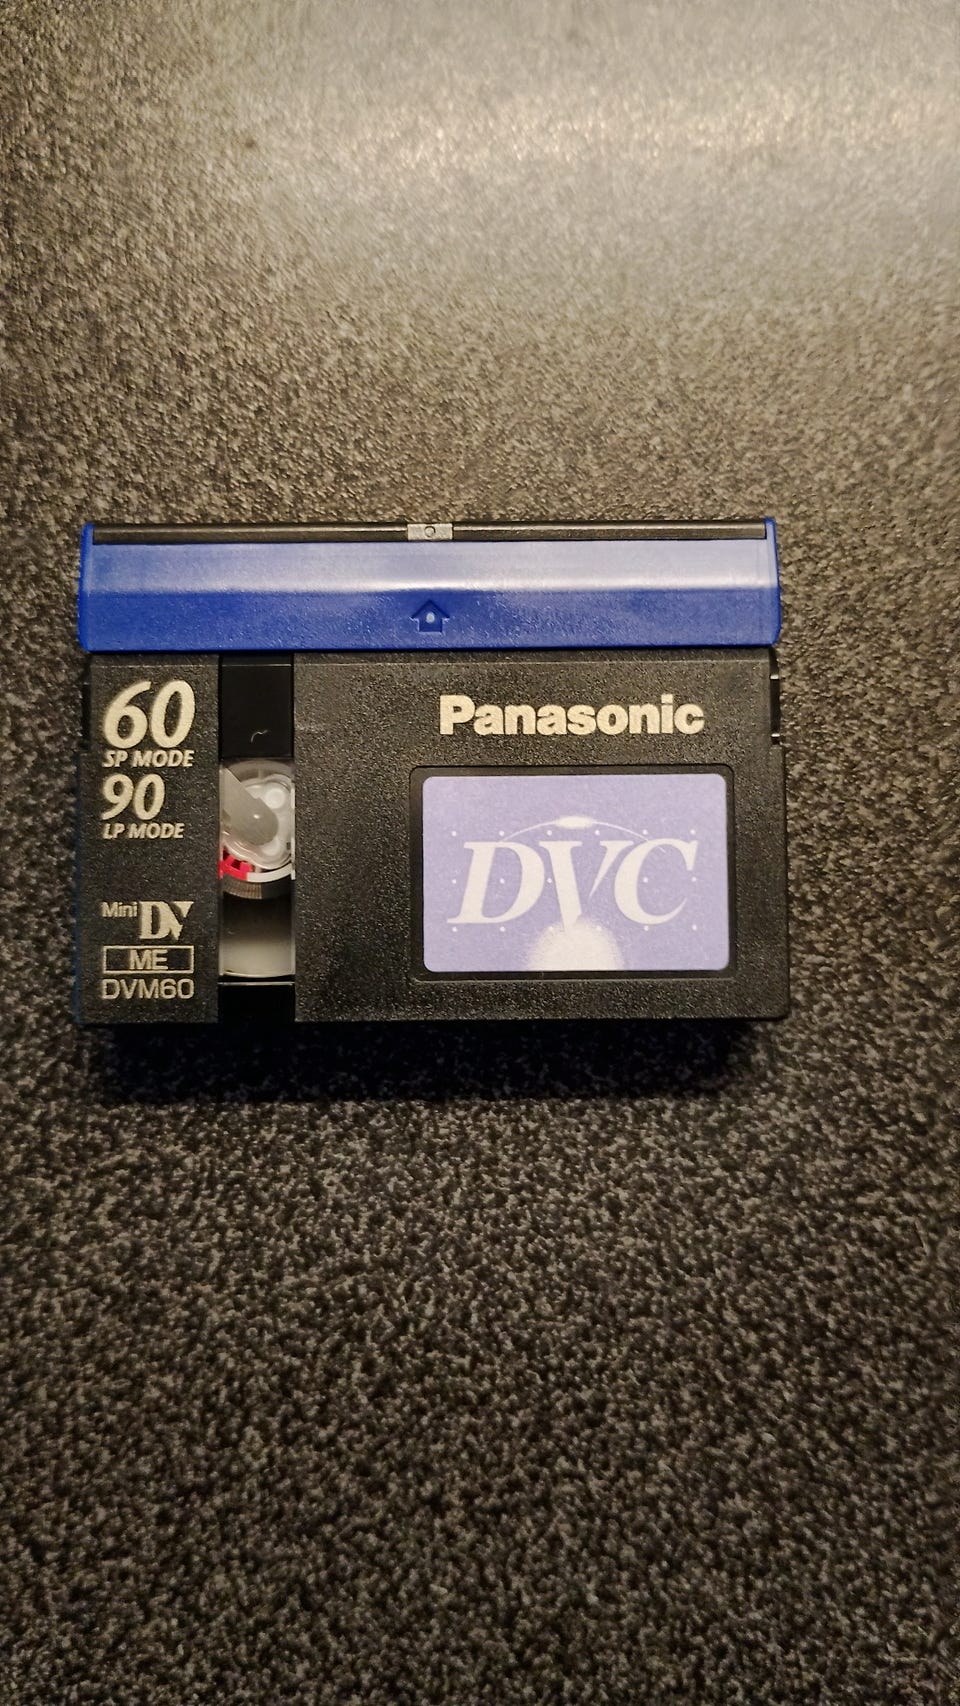 60
SP MODE
90
LP MODE
Mini DV
ME
DVM60
Panasonic
DVC